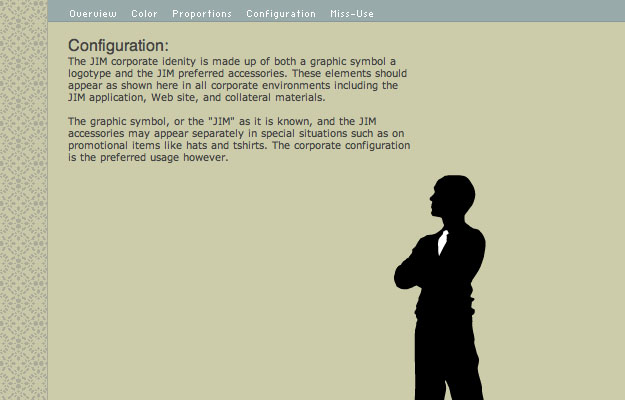 Overview Color Proportions Configuration Miss-Use
Configuration:
The JIM corporate idenity is made up of both a graphic symbol a
logotype and the JIM preferred accessories. These elements should
appear as shown here in all corporate environments including the
JIM application, Web site, and collateral materials.
The graphic symbol, or the "JIM" as it is known, and the JIM
accessories may appear separately in special situations such as on
promotional items like hats and tshirts. The corporate configuration
is the preferred usage however.